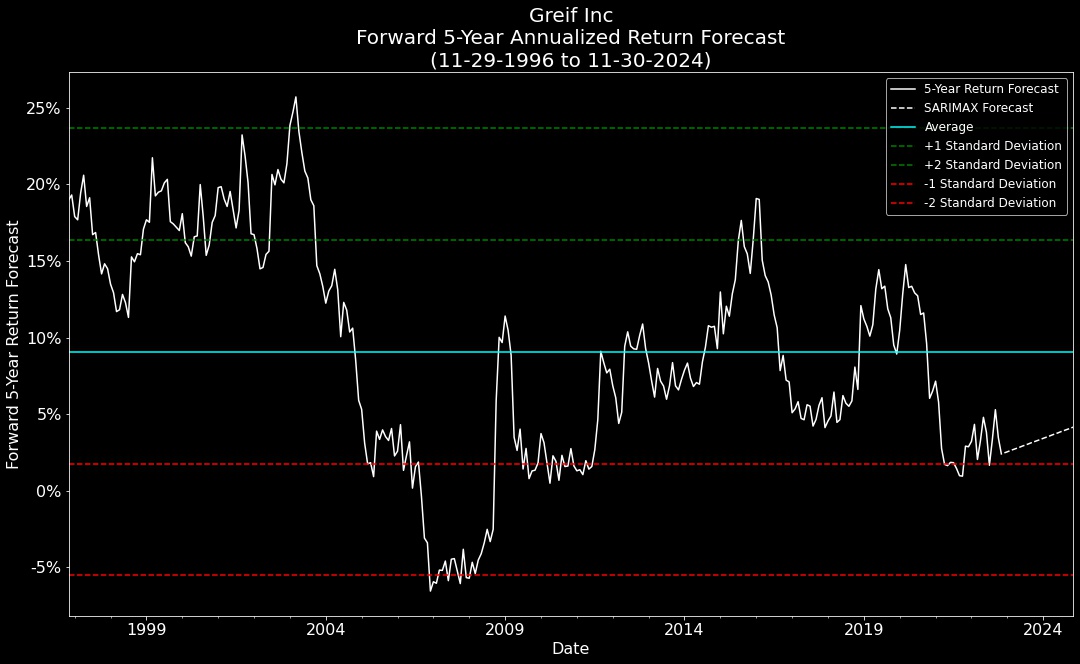 Greif Inc
Forward 5-Year Annualized Return Forecast
(11-29-1996 to 11-30-2024)
5-Year Return Forecast
SARIMAX Forecast
Average
+1 Standard Deviation
+2 Standard Deviation
-1 Standard Deviation
-2 Standard Deviation
Forward 5-Year Return Forecast
25%
20%
15%
10%
5%
0%
-5%
1999
2004
2009
2014
2019
2024
Date